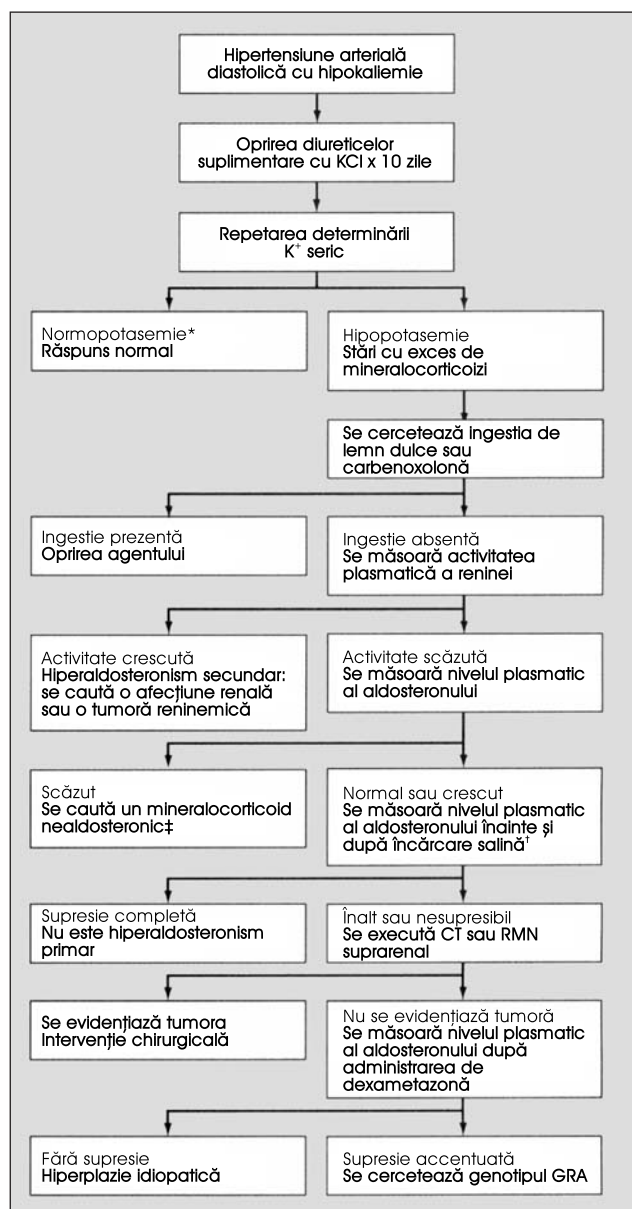 Hipertensiune arterială
diastolică cu hipokaliemie
Oprirea diureticelor
suplimentare cu KCl x 10 zile
Repetarea determinării
K⁺ seric
Normopotasemie*
Răspuns normal
Hipopotasemie
Stări cu exces de
mineralocorticoizi
Se cercetează ingestia de
lemn dulce sau
carbenoxolonă
Ingestie prezentă
Oprirea agentului
Ingestie absentă
Se măsoară activitatea
plasmatică a reninei
Activitate crescută
Hiperaldosteronism secundar:
se caută o afecțiune renală
sau o tumoră reninemică
Activitate scăzută
Se măsoară nivelul plasmatic
al aldosteronului
Scăzut
Se caută un mineralocorticoid
nealdosteronic‡
Normal sau crescut
Se măsoară nivelul plasmatic
al aldosteronului înainte și
după încărcare salină†
Supresie completă
Nu este hiperaldosteronism
primar
Înalt sau nesupresibil
Se execută CT sau RMN
suprarenal
Se evidențiază tumora
Intervenție chirurgicală
Nu se evidențiază tumoră
Se măsoară nivelul plasmatic
al aldosteronului după
administrarea de
dexametazonă
Fără supresie
Hiperplazie idiopatică
Supresie accentuată
Se cercetează genotipul GRA